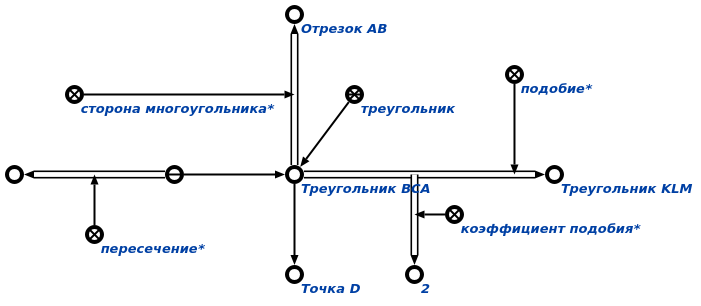 Отрезок AB
подобие*
сторона многоугольника*
треугольник
Треугольник BCA
Треугольник KLM
коэффициент подобия*
пересечение*
Точка D
2